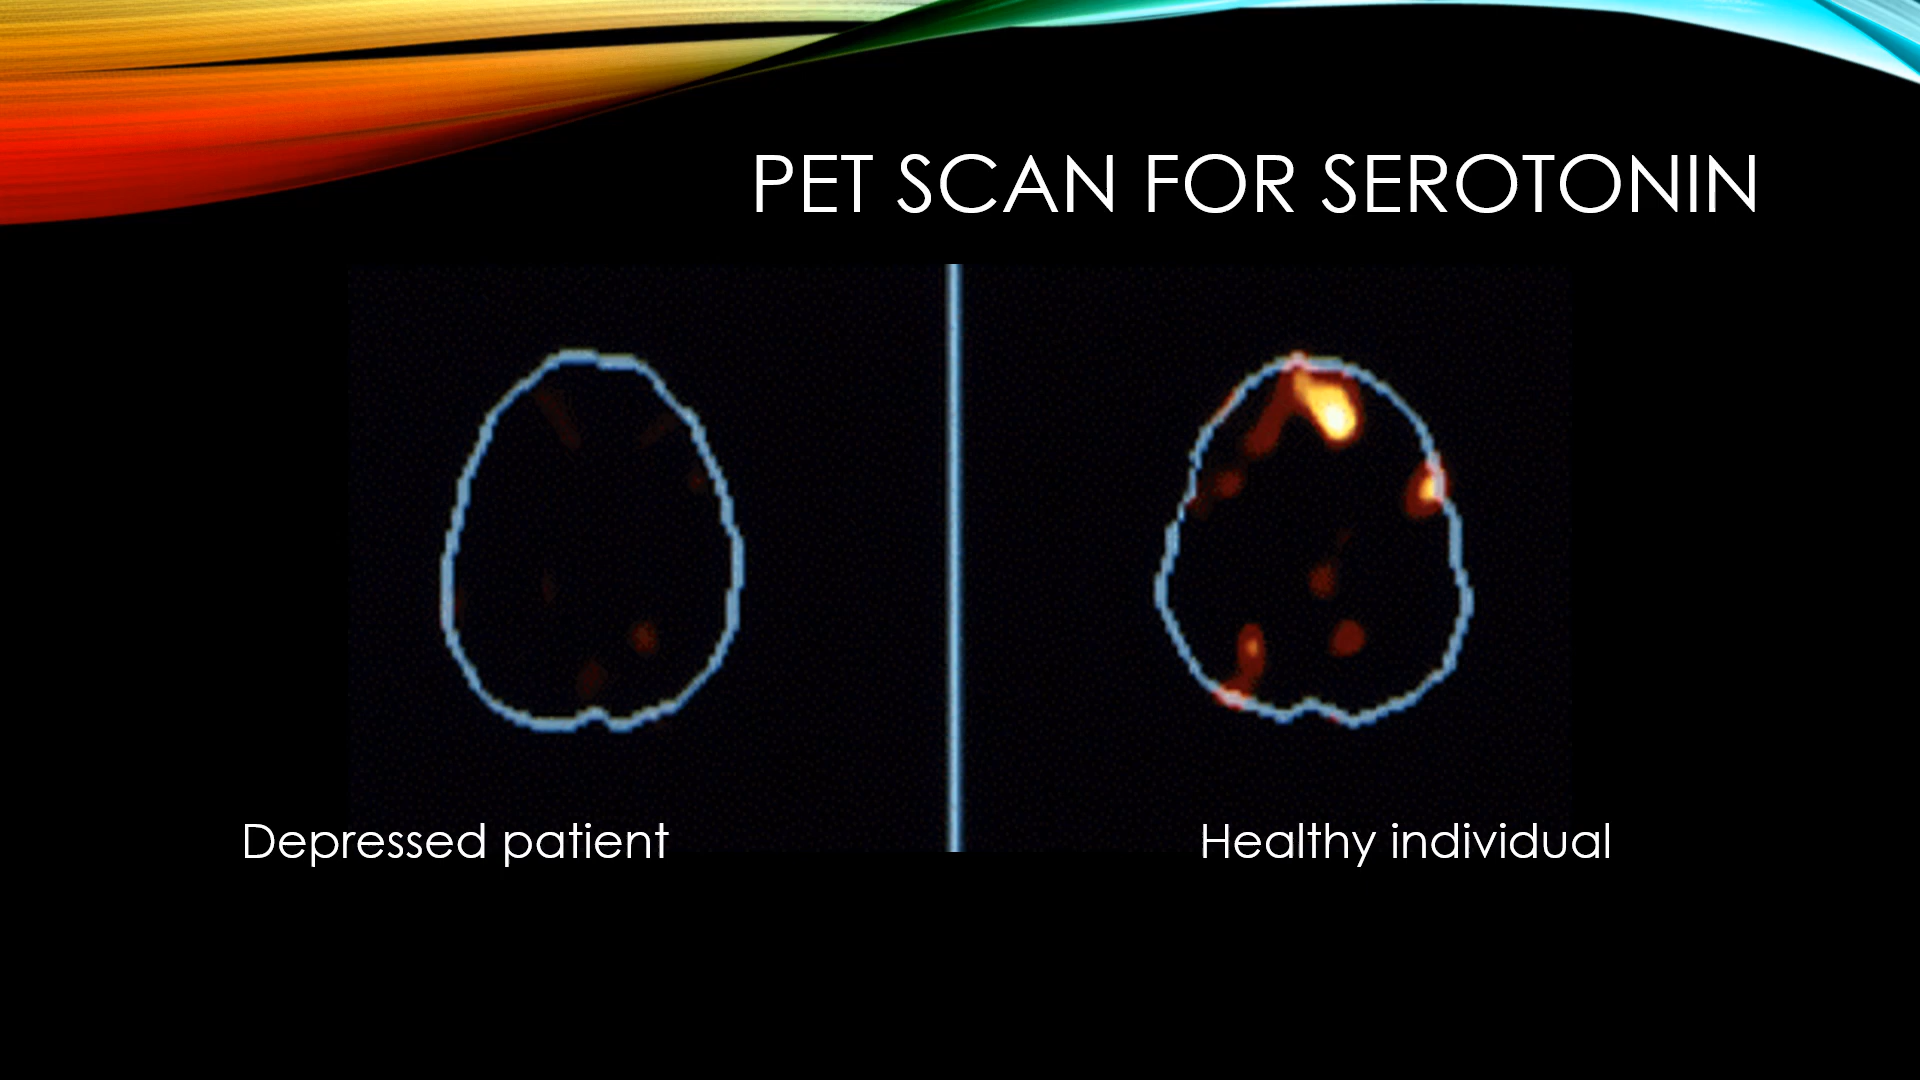 PET SCAN FOR SEROTONIN
Depressed patient
Healthy individual